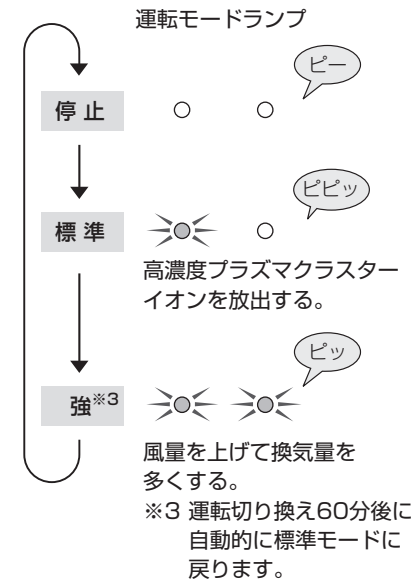 運転モードランプ
ピー
停止
ピピッ
標準
高濃度プラズマクラスター
イオンを放出する。
ピッ
強※3
風量を上げて換気量を
多くする。
※3 運転切り換え60分後に
自動的に標準モードに
戻ります。